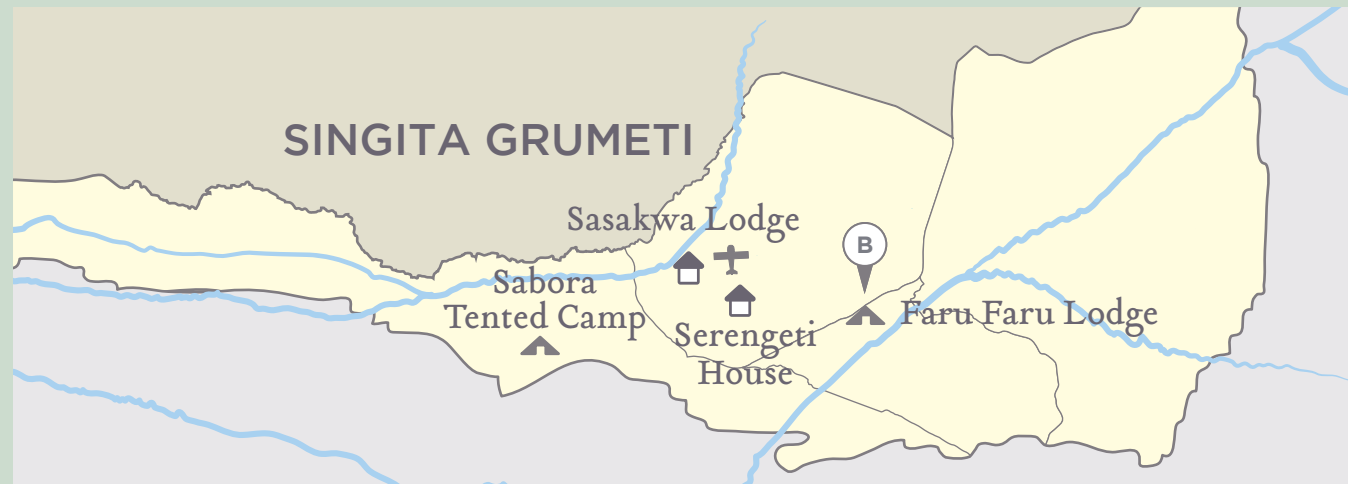 SINGITA GRUMETI
Sasakwa Lodge
B
Sabora
Tented Camp
Faru Faru Lodge
Serengeti
House